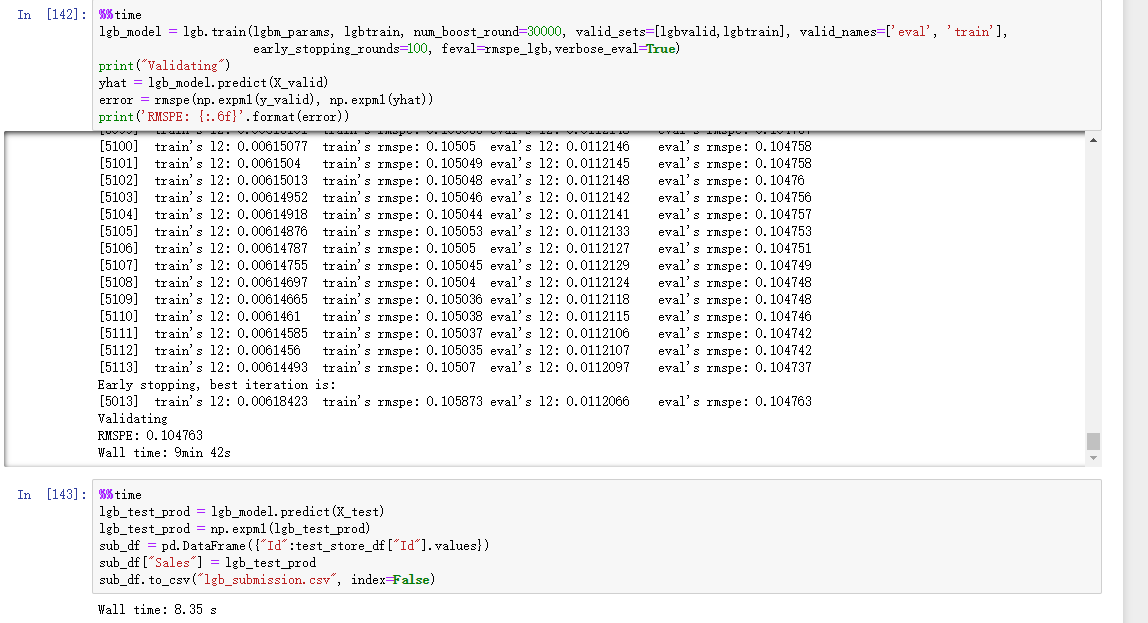 In [142]: %%time
lgb_model = lgb.train(lgbm_params, lgbtrain, num_boost_round=30000, valid_sets=[lgbvalid,lgbtrain], valid_names=['eval', 'train'],
early_stopping_rounds=100, feval=rmspe_lgb,verbose_eval=True)
print("Validating")
yhat = lgb_model.predict(X_valid)
error = rmspe(np.expm1(y_valid), np.expm1(yhat))
print('RMSPE: {:.6f}'.format(error))
[5100] train's l2: 0.00615077 train's rmspe: 0.10505 eval's l2: 0.0112146 eval's rmspe: 0.104758
[5101] train's l2: 0.0061504 train's rmspe: 0.105049 eval's l2: 0.0112145 eval's rmspe: 0.104758
[5102] train's l2: 0.00615013 train's rmspe: 0.105048 eval's l2: 0.0112148 eval's rmspe: 0.10476
[5103] train's l2: 0.00614952 train's rmspe: 0.105046 eval's l2: 0.0112142 eval's rmspe: 0.104756
[5104] train's l2: 0.00614918 train's rmspe: 0.105044 eval's l2: 0.0112141 eval's rmspe: 0.104757
[5105] train's l2: 0.00614876 train's rmspe: 0.105053 eval's l2: 0.0112133 eval's rmspe: 0.104753
[5106] train's l2: 0.00614787 train's rmspe: 0.10505 eval's l2: 0.0112127 eval's rmspe: 0.104751
[5107] train's l2: 0.00614755 train's rmspe: 0.105045 eval's l2: 0.0112129 eval's rmspe: 0.104749
[5108] train's l2: 0.00614697 train's rmspe: 0.10504 eval's l2: 0.0112124 eval's rmspe: 0.104748
[5109] train's l2: 0.00614665 train's rmspe: 0.105036 eval's l2: 0.0112118 eval's rmspe: 0.104748
[5110] train's l2: 0.0061461 train's rmspe: 0.105038 eval's l2: 0.0112115 eval's rmspe: 0.104746
[5111] train's l2: 0.00614585 train's rmspe: 0.105037 eval's l2: 0.0112106 eval's rmspe: 0.104742
[5112] train's l2: 0.0061456 train's rmspe: 0.105035 eval's l2: 0.0112107 eval's rmspe: 0.104742
[5113] train's l2: 0.00614493 train's rmspe: 0.10507 eval's l2: 0.0112097 eval's rmspe: 0.104737
Early stopping, best iteration is:
[5013] train's l2: 0.00618423 train's rmspe: 0.105873 eval's l2: 0.0112066 eval's rmspe: 0.104763
Validating
RMSPE: 0.104763
Wall time: 9min 42s
In [143]: %%time
lgb_test_prod = lgb_model.predict(X_test)
lgb_test_prod = np.expm1(lgb_test_prod)
sub_df = pd.DataFrame({"Id":test_store_df["Id"].values})
sub_df["Sales"] = lgb_test_prod
sub_df.to_csv("lgb_submission.csv", index=False)
Wall time: 8.35 s